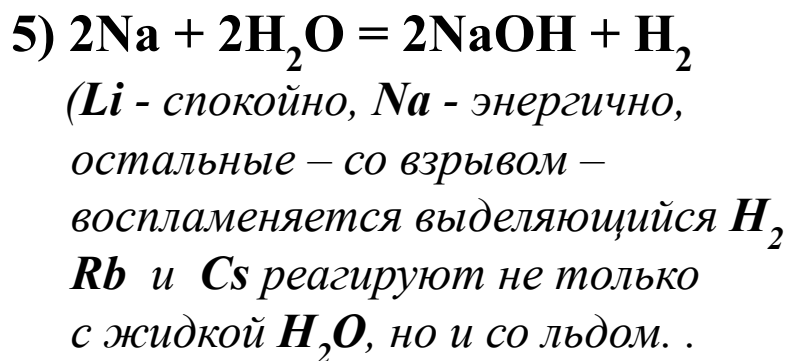 5) 2Na + 2H₂O = 2NaOH + H₂
(Li - спокойно, Na - энергично,
остальные – со взрывом –
воспламеняется выделяющийся H₂
Rb и Cs реагируют не только
с жидкой H₂O, но и со льдом. .